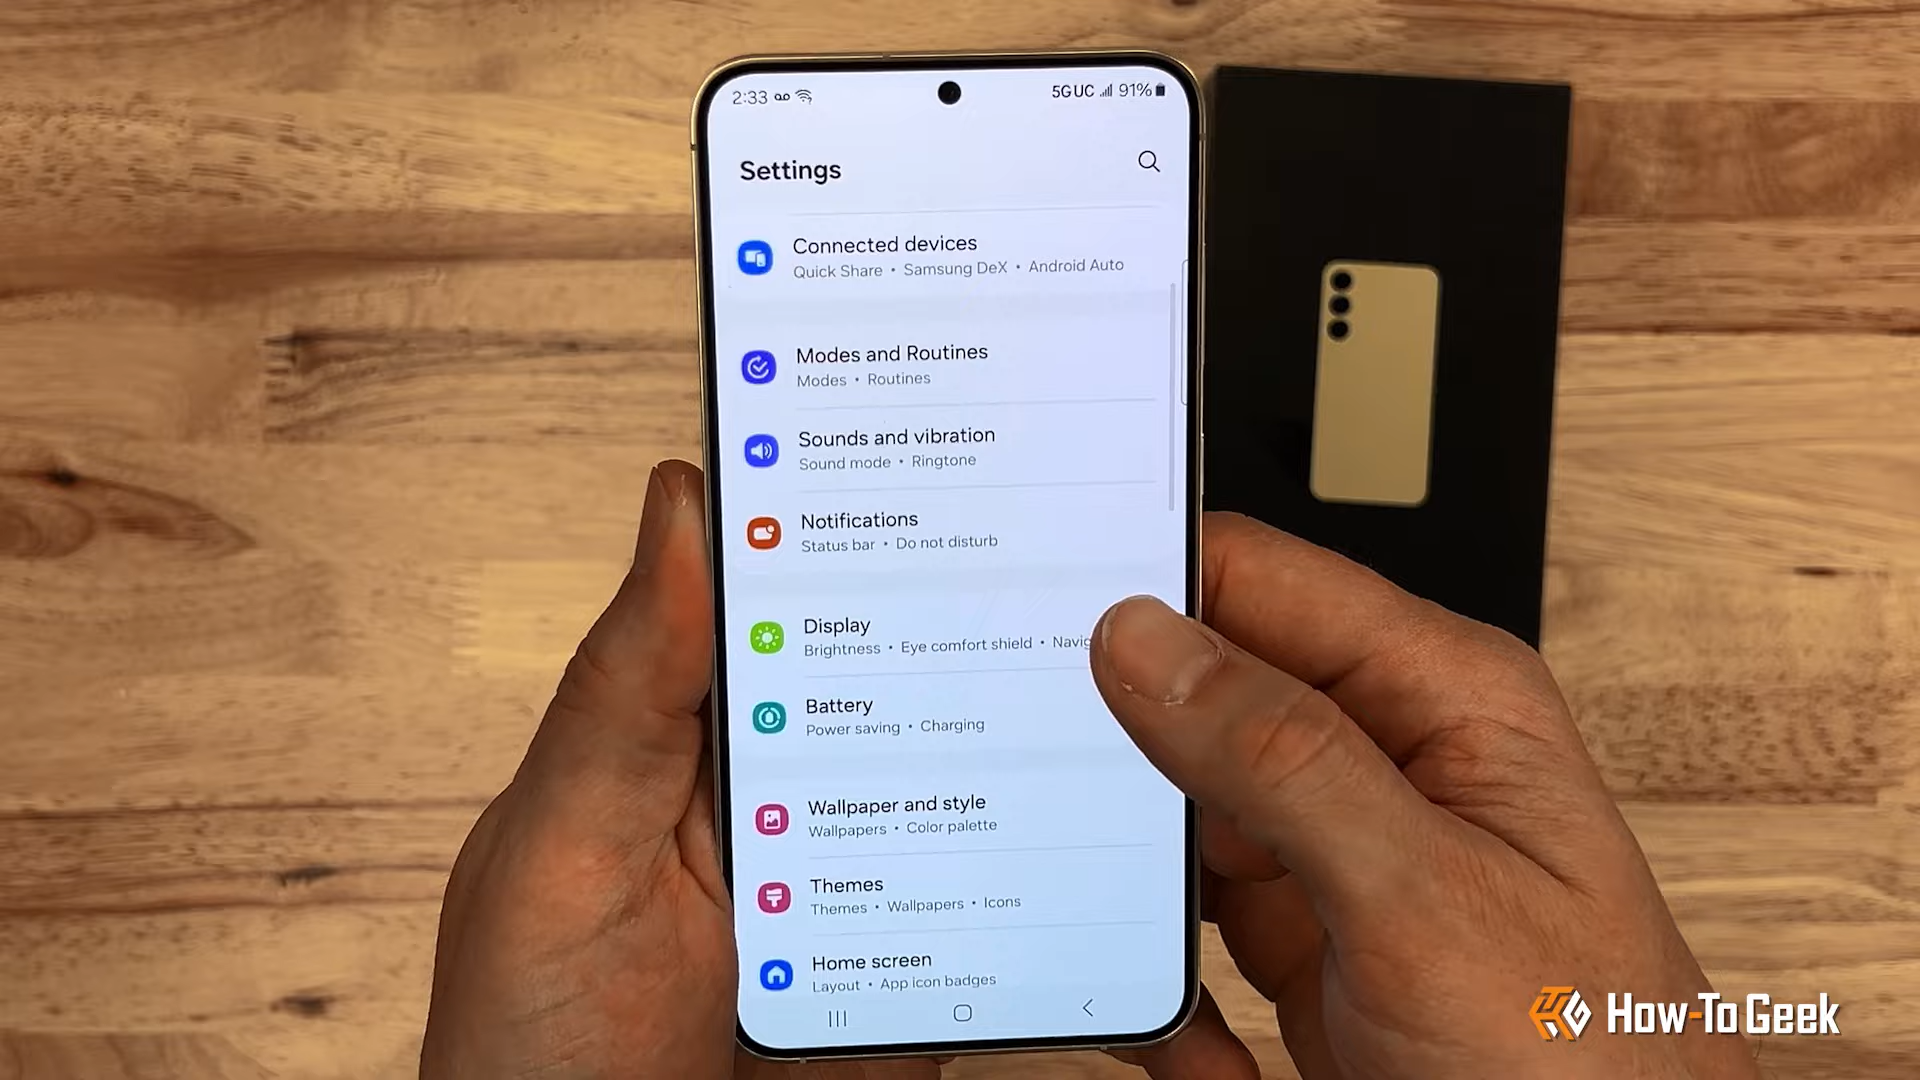 2:33
5G UC 91%
Settings
Connected devices
Quick Share • Samsung DeX • Android Auto
Modes and Routines
Modes • Routines
Sounds and vibration
Sound mode • Ringtone
Notifications
Status bar • Do not disturb
Display
Brightness • Eye comfort shield •
Battery
Power saving • Charging
Wallpaper and style
Wallpapers • Color palette
Themes
Themes • Wallpapers • Icons
Home screen
Layout • App icon badges
How-To Geek